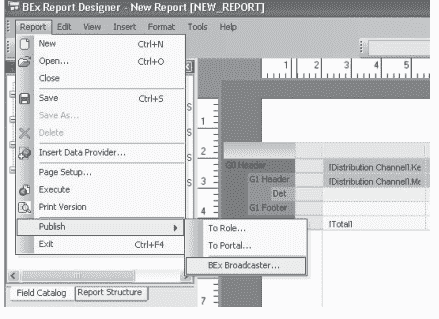 BEx Report Designer - New Report [NEW_REPORT]
Report Edit View Insert Format Tools Help
New Ctrl+N
Open... Ctrl+O
Close
Save Ctrl+S
Save As...
Delete
Insert Data Provider...
Page Setup...
Execute
Print Version
Publish
Exit Ctrl+F4
To Role...
To Portal...
BEx Broadcaster...
1 2 3 4 5
1
2
3
4
7
G0 Header [Distribution Channel].Ke
G1 Header [Distribution Channel].Me
Det
G1 Footer
[Total]
Field Catalog Report Structure